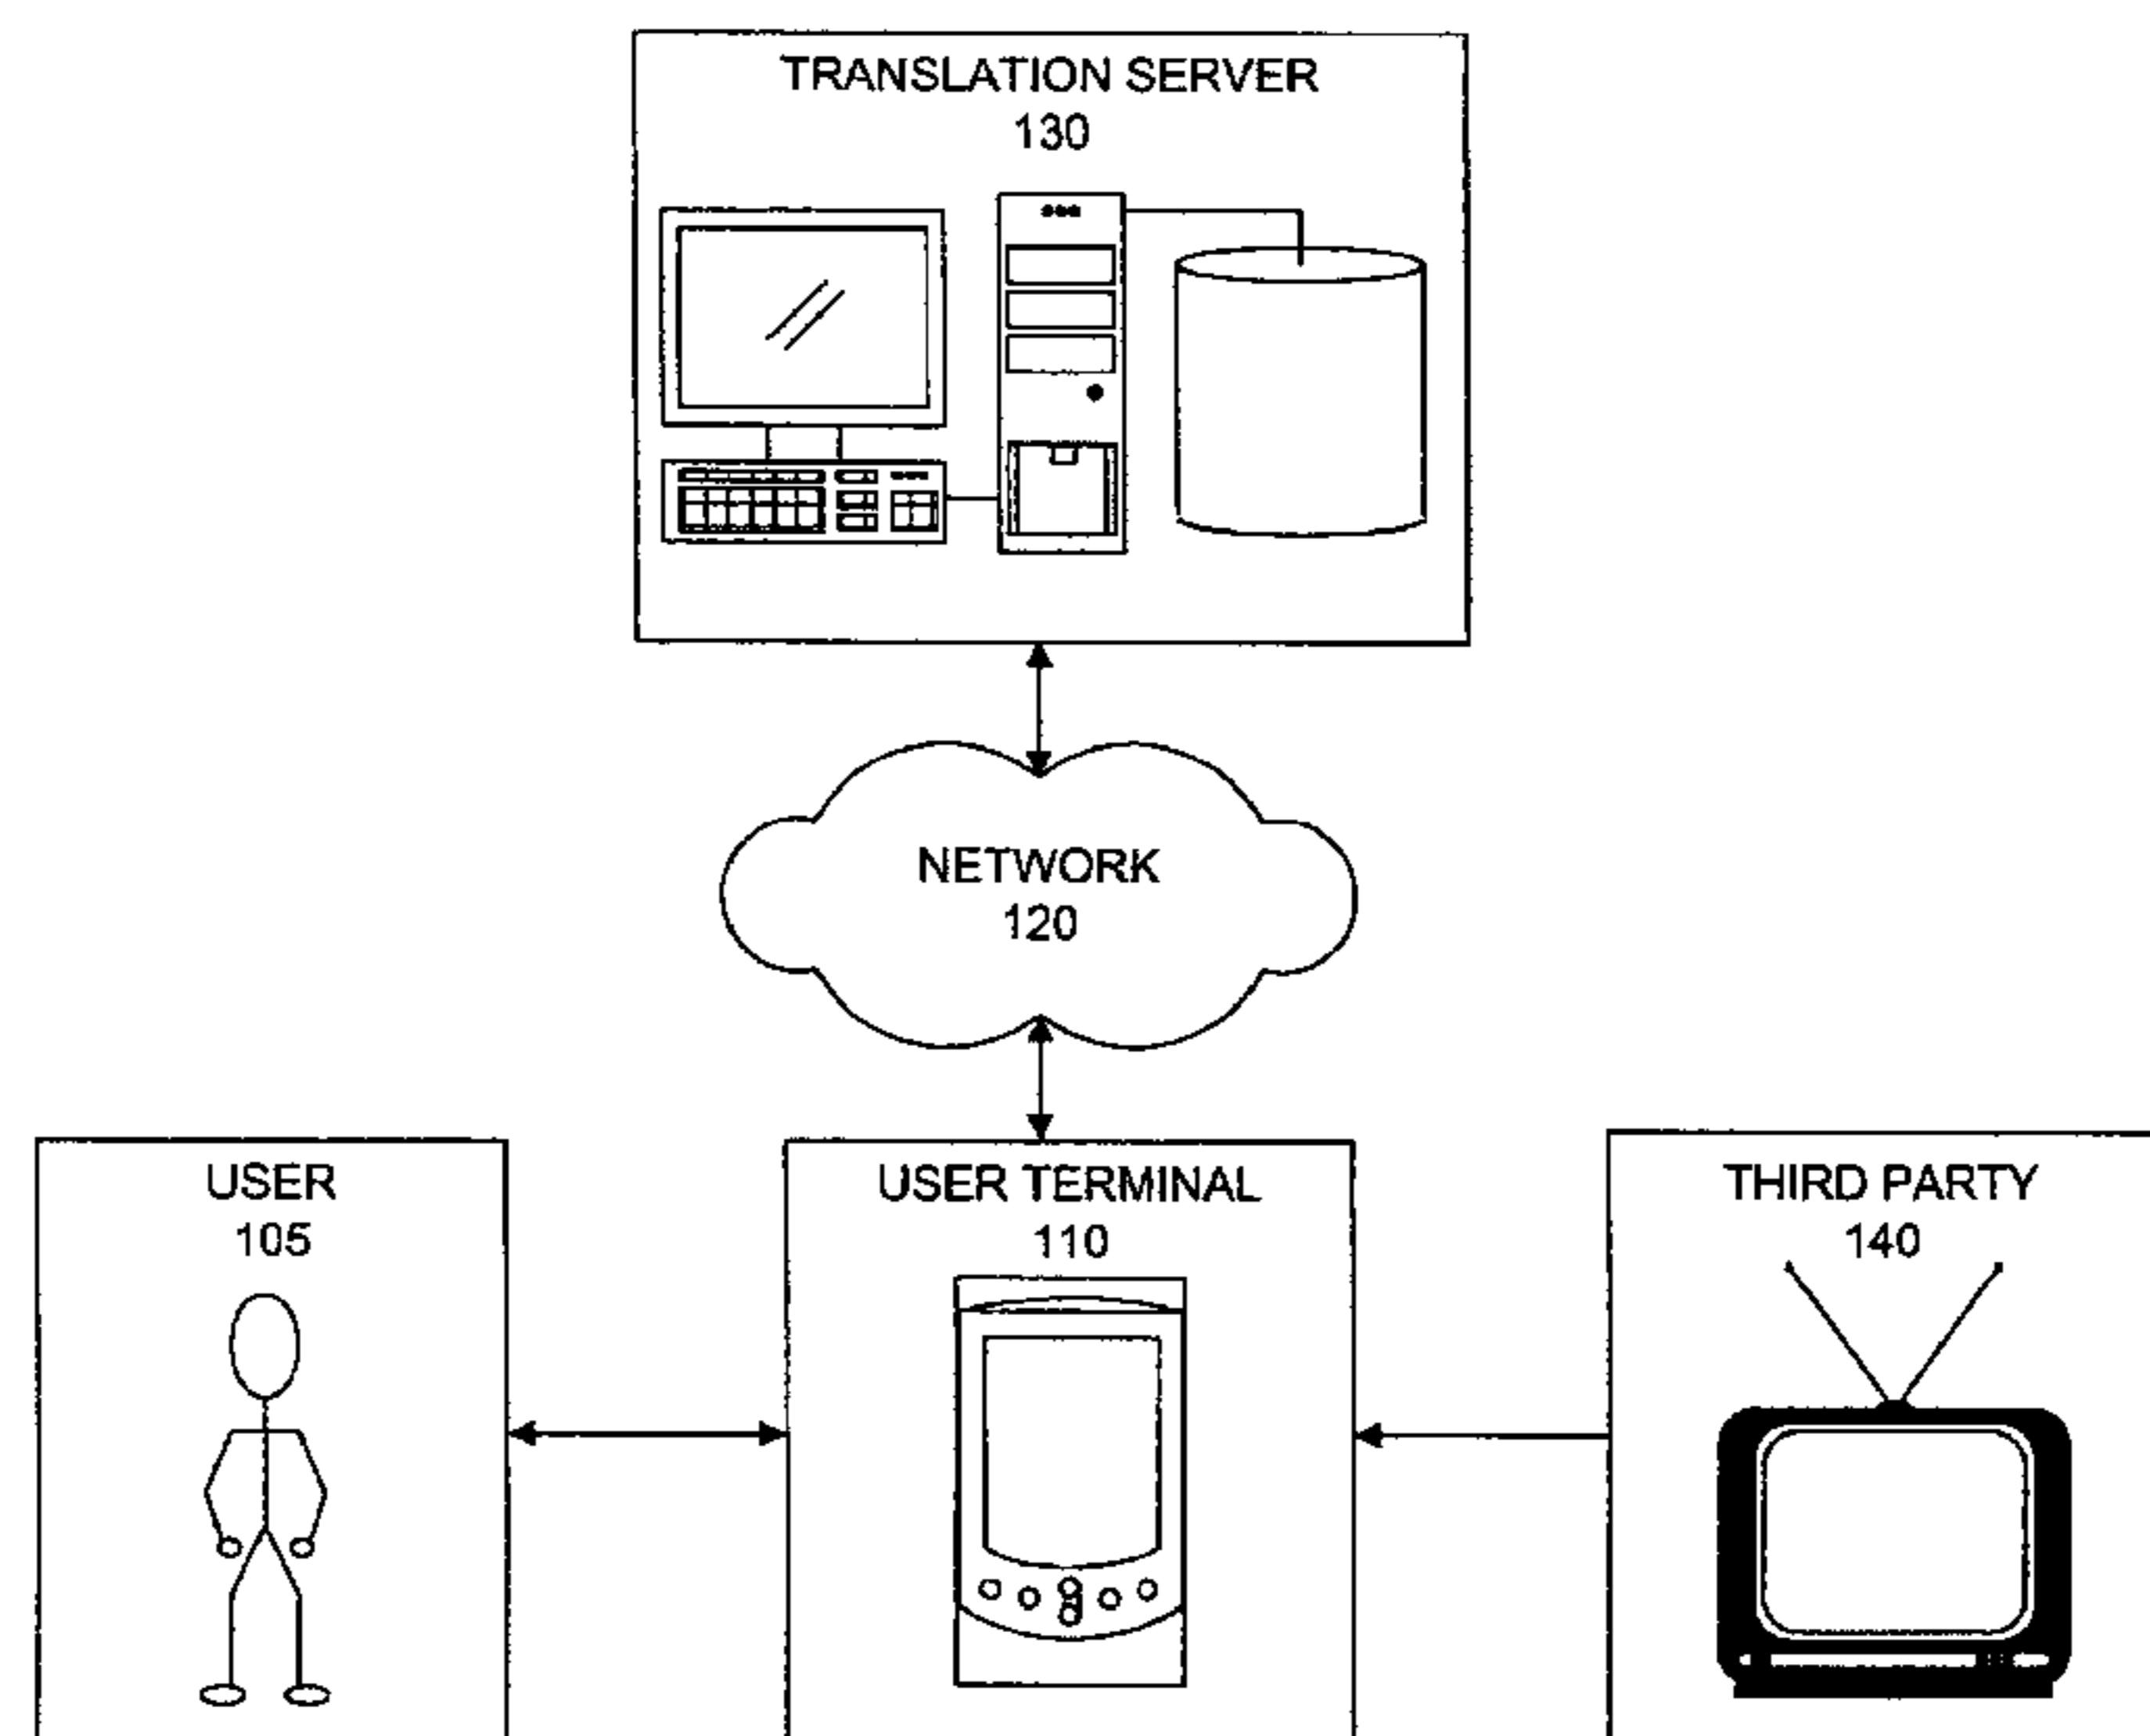 TRANSLATION SERVER
130
NETWORK
120
USER
105
USER TERMINAL
110
THIRD PARTY
140